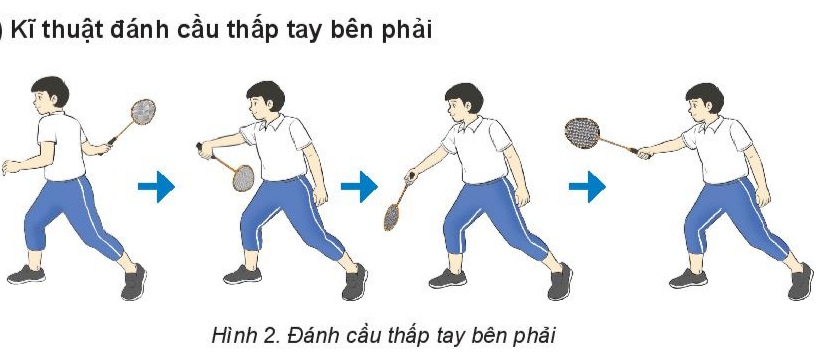 ) Kĩ thuật đánh cầu thấp tay bên phải
Hình 2. Đánh cầu thấp tay bên phải